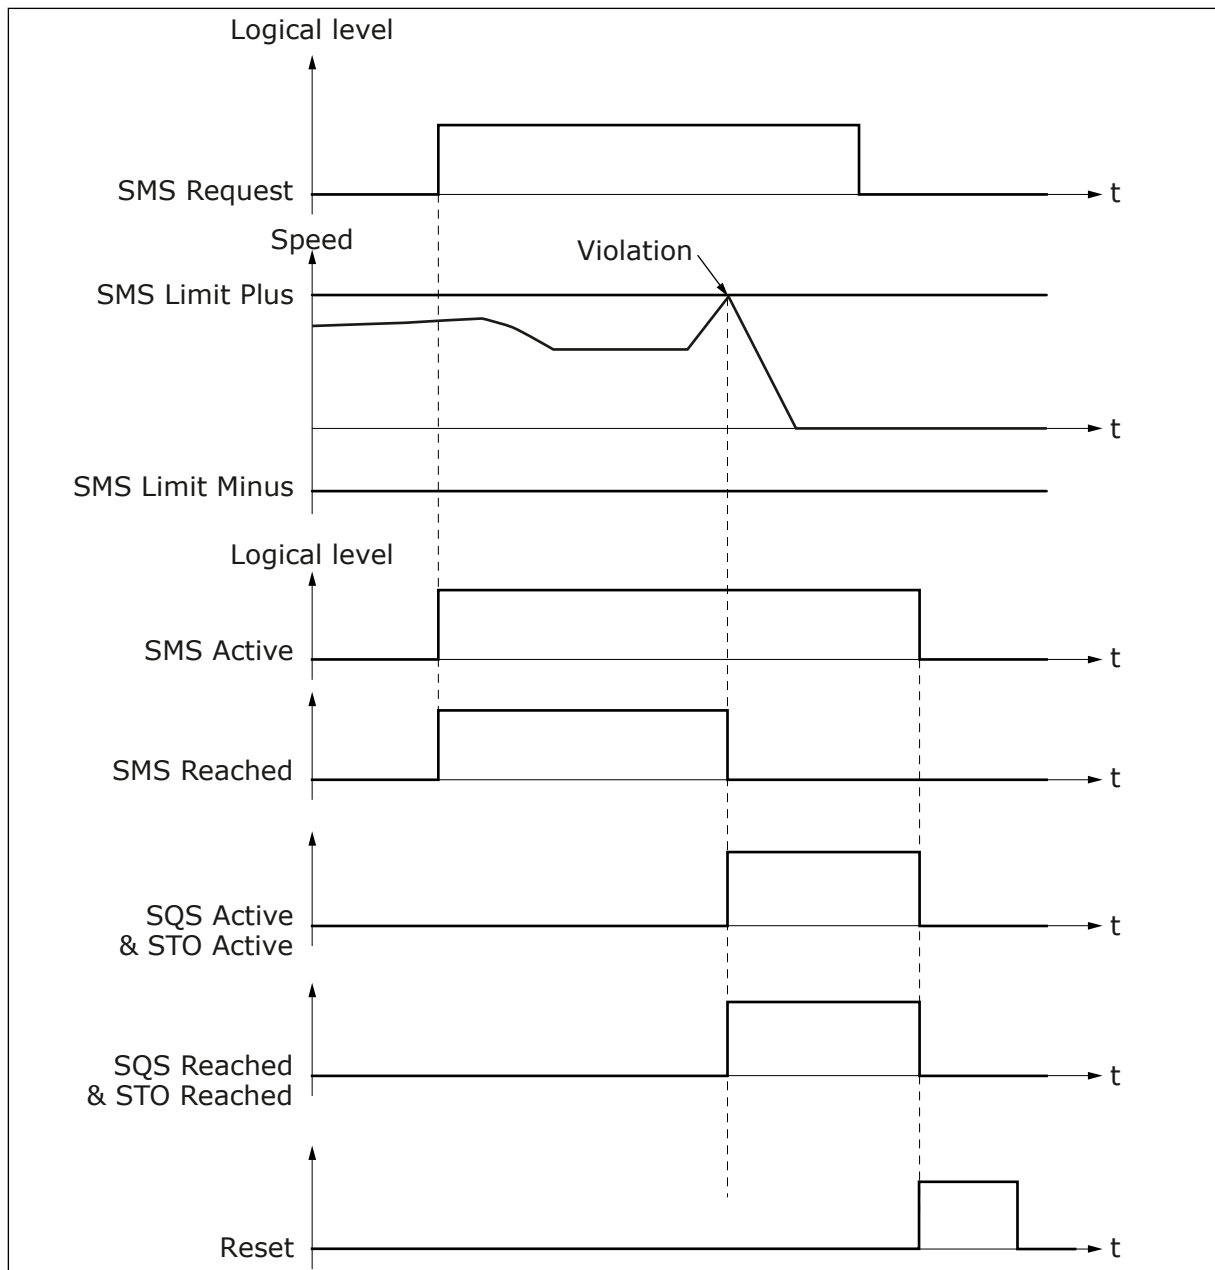 Logical level
SMS Request
t
Speed
Violation
SMS Limit Plus
t
SMS Limit Minus
Logical level
SMS Active
t
SMS Reached
t
SQS Active
& STO Active
t
SQS Reached
& STO Reached
t
Reset
t